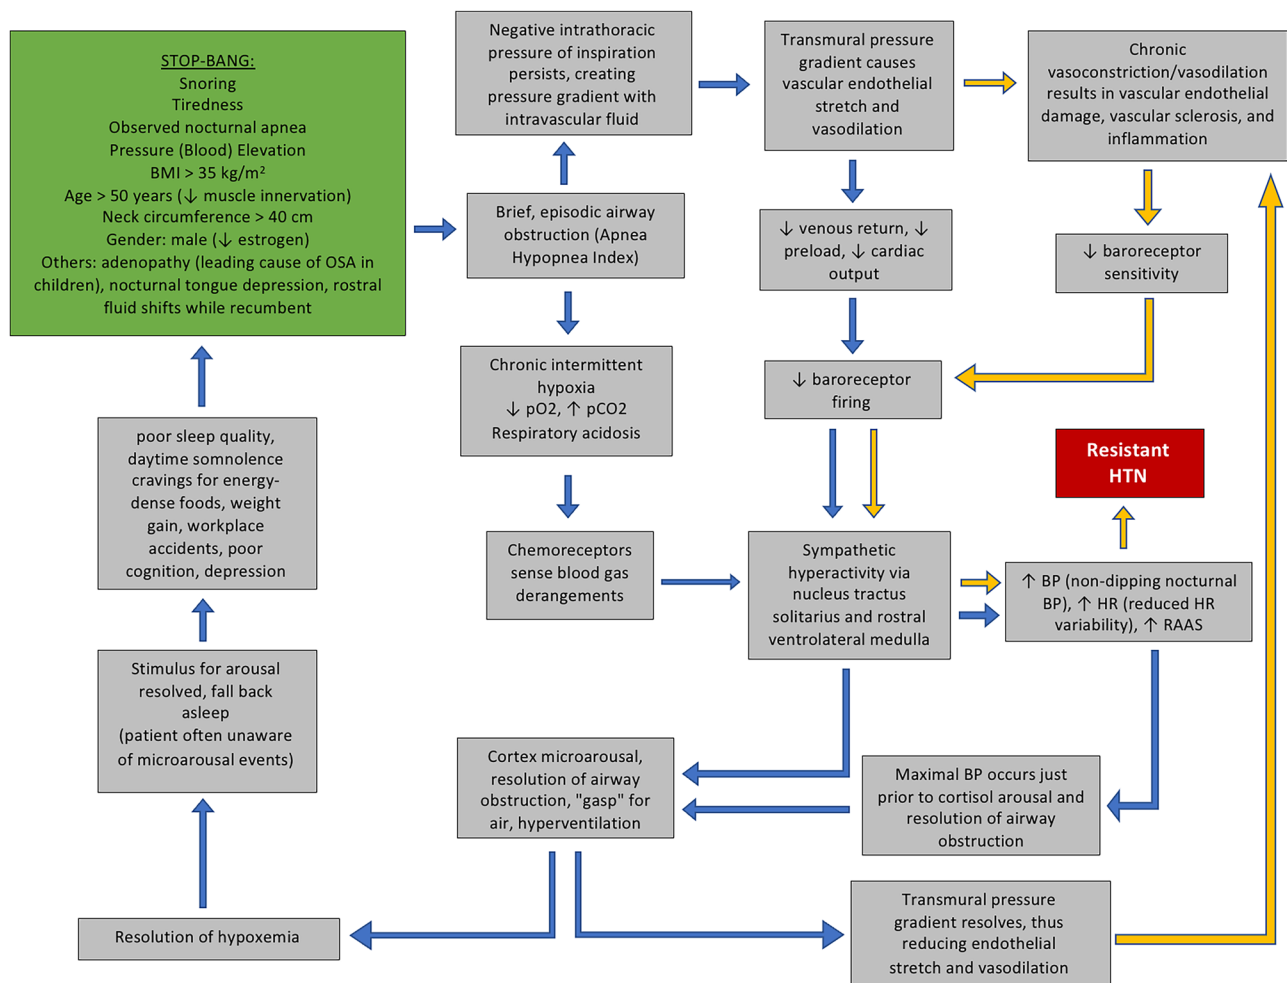 STOP-BANG:
Snoring
Tiredness
Observed nocturnal apnea
Pressure (Blood) Elevation
BMI > 35 kg/m²
Age > 50 years (↓ muscle innervation)
Neck circumference > 40 cm
Gender: male (↓ estrogen)
Others: adenopathy (leading cause of OSA in
children), nocturnal tongue depression, rostral
fluid shifts while recumbent
Negative intrathoracic
pressure of inspiration
persists, creating
pressure gradient with
intravascular fluid
Transmural pressure
gradient causes
vascular endothelial
stretch and
vasodilation
Chronic
vasoconstriction/vasodilation
results in vascular endothelial
damage, vascular sclerosis, and
inflammation
Brief, episodic airway
obstruction (Apnea
Hypopnea Index)
↓ venous return, ↓
preload, ↓ cardiac
output
↓ baroreceptor
sensitivity
Chronic intermittent
hypoxia
↓ pO2, ↑ pCO2
Respiratory acidosis
↓ baroreceptor
firing
Resistant
HTN
poor sleep quality,
daytime somnolence
cravings for energy-
dense foods, weight
gain, workplace
accidents, poor
cognition, depression
Chemoreceptors
sense blood gas
derangements
Sympathetic
hyperactivity via
nucleus tractus
solitarius and rostral
ventrolateral medulla
↑ BP (non-dipping nocturnal
BP), ↑ HR (reduced HR
variability), ↑ RAAS
Stimulus for arousal
resolved, fall back
asleep
(patient often unaware
of microarousal events)
Cortex microarousal,
resolution of airway
obstruction, "gasp" for
air, hyperventilation
Maximal BP occurs just
prior to cortisol arousal and
resolution of airway
obstruction
Resolution of hypoxemia
Transmural pressure
gradient resolves, thus
reducing endothelial
stretch and vasodilation